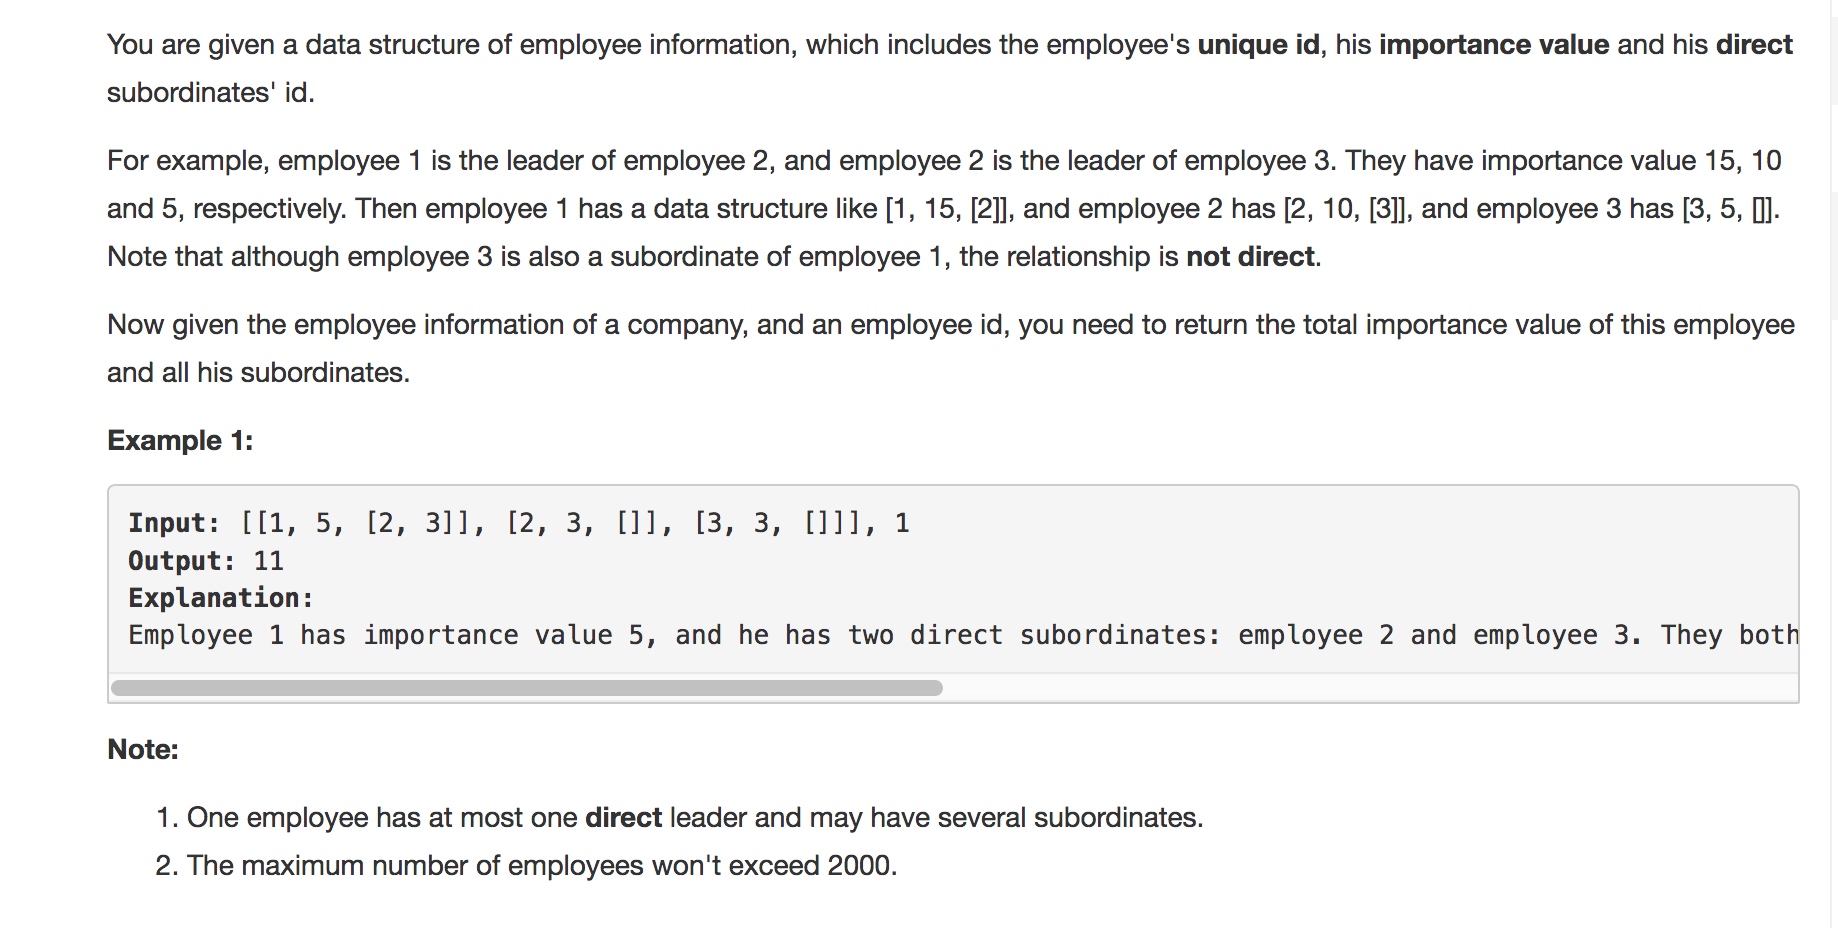 You are given a data structure of employee information, which includes the employee's unique id, his importance value and his direct
subordinates' id.
For example, employee 1 is the leader of employee 2, and employee 2 is the leader of employee 3. They have importance value 15, 10
and 5, respectively. Then employee 1 has a data structure like [1, 15, [2]], and employee 2 has [2, 10, [3]], and employee 3 has [3, 5, []].
Note that although employee 3 is also a subordinate of employee 1, the relationship is not direct.
Now given the employee information of a company, and an employee id, you need to return the total importance value of this employee
and all his subordinates.
Example 1:
Input: [[1, 5, [2, 3]], [2, 3, []], [3, 3, []]], 1
Output: 11
Explanation:
Employee 1 has importance value 5, and he has two direct subordinates: employee 2 and employee 3. They both
Note:
1. One employee has at most one direct leader and may have several subordinates.
2. The maximum number of employees won't exceed 2000.